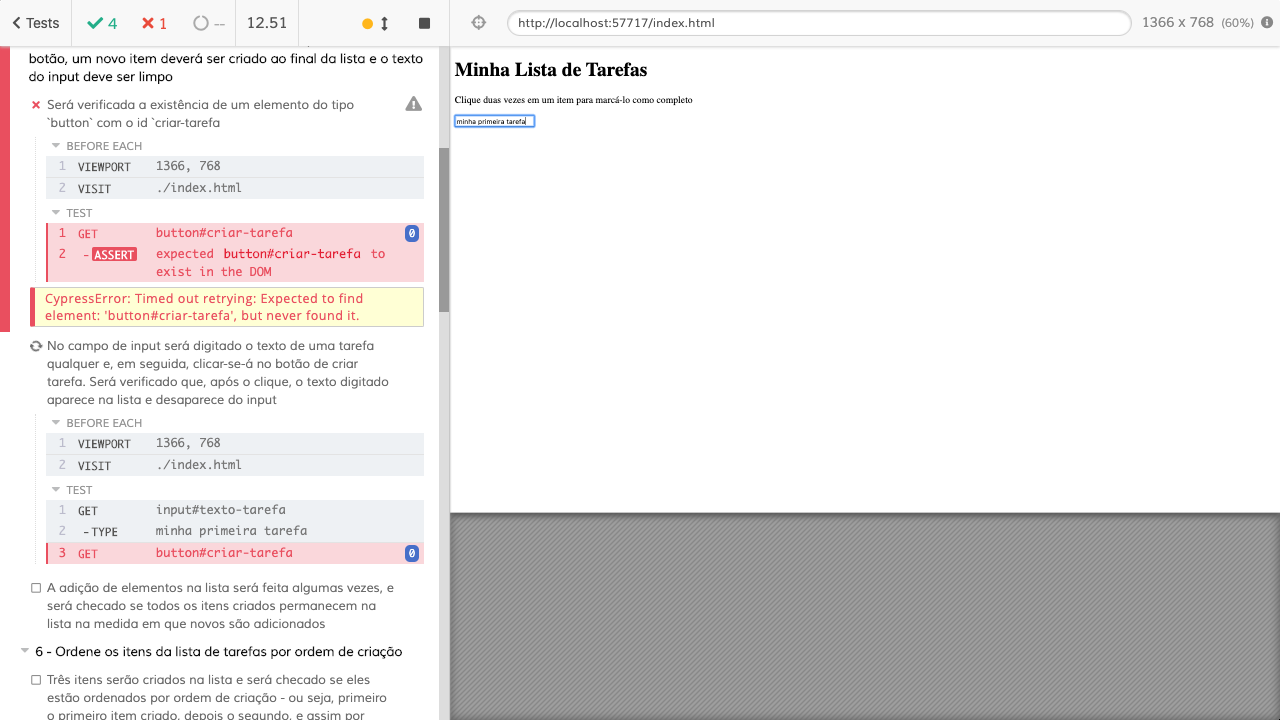 Tests
4
1
--
12.51
http://localhost:57717/index.html
1366 x 768 (60%)
botão, um novo item deverá ser criado ao final da lista e o texto
do input deve ser limpo
Será verificada a existência de um elemento do tipo
`button` com o id `criar-tarefa
BEFORE EACH
1 VIEWPORT 1366, 768
2 VISIT ./index.html
TEST
1 GET button#criar-tarefa 0
2 -ASSERT expected button#criar-tarefa to
exist in the DOM
CypressError: Timed out retrying: Expected to find
element: 'button#criar-tarefa', but never found it.
No campo de input será digitado o texto de uma tarefa
qualquer e, em seguida, clicar-se-á no botão de criar
tarefa. Será verificado que, após o clique, o texto digitado
aparece na lista e desaparece do input
BEFORE EACH
1 VIEWPORT 1366, 768
2 VISIT ./index.html
TEST
1 GET input#texto-tarefa
2 -TYPE minha primeira tarefa
3 GET button#criar-tarefa 0
A adição de elementos na lista será feita algumas vezes, e
será checado se todos os itens criados permanecem na
lista na medida em que novos são adicionados
6 - Ordene os itens da lista de tarefas por ordem de criação
Três itens serão criados na lista e será checado se eles
estão ordenados por ordem de criação - ou seja, primeiro
o primeiro item criado, depois o segundo, e assim por
Minha Lista de Tarefas
Clique duas vezes em um item para marcá-lo como completo
minha primeira tarefa